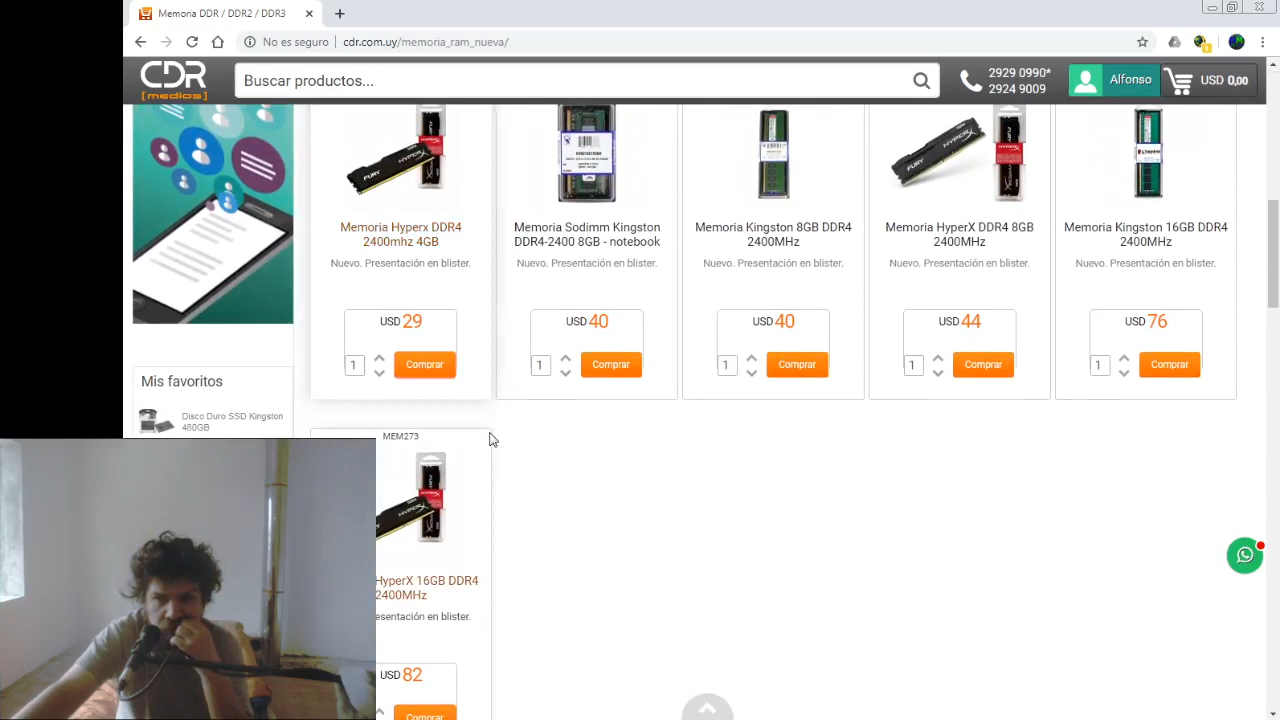 Memoria DDR / DDR2 / DDR3
No es seguro
cdr.com.uy/memoria_ram_nueva/
CDR
[medios]
Buscar productos...
2929 0990*
2924 9009
Alfonso
USD 0,00
Memoria Hyperx DDR4
2400mhz 4GB
Nuevo. Presentación en blister.
USD 29
1
Comprar
Memoria Sodimm Kingston
DDR4-2400 8GB - notebook
Nuevo. Presentación en blister.
USD 40
1
Comprar
Memoria Kingston 8GB DDR4
2400MHz
Nuevo. Presentación en blister.
USD 40
1
Comprar
Memoria HyperX DDR4 8GB
2400MHz
Nuevo. Presentación en blister.
USD 44
1
Comprar
Memoria Kingston 16GB DDR4
2400MHz
Nuevo. Presentación en blister.
USD 76
1
Comprar
Mis favoritos
Disco Duro SSD Kingston
480GB
MEM273
HyperX 16GB DDR4
2400MHz
esentación en blister.
USD 82
Comprar